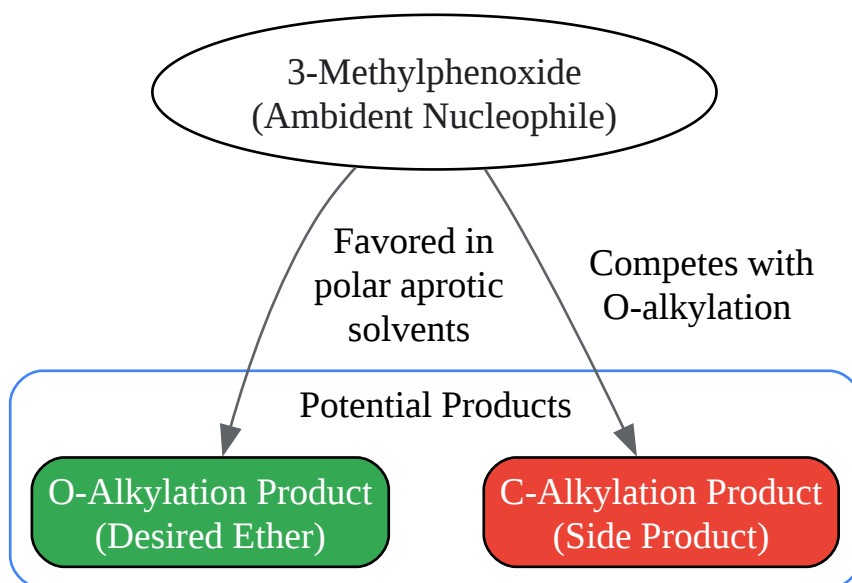 3-Methylphenoxide
(Ambident Nucleophile)
Favored in
polar aprotic
solvents
Competes with
O-alkylation
Potential Products
O-Alkylation Product
(Desired Ether)
C-Alkylation Product
(Side Product)